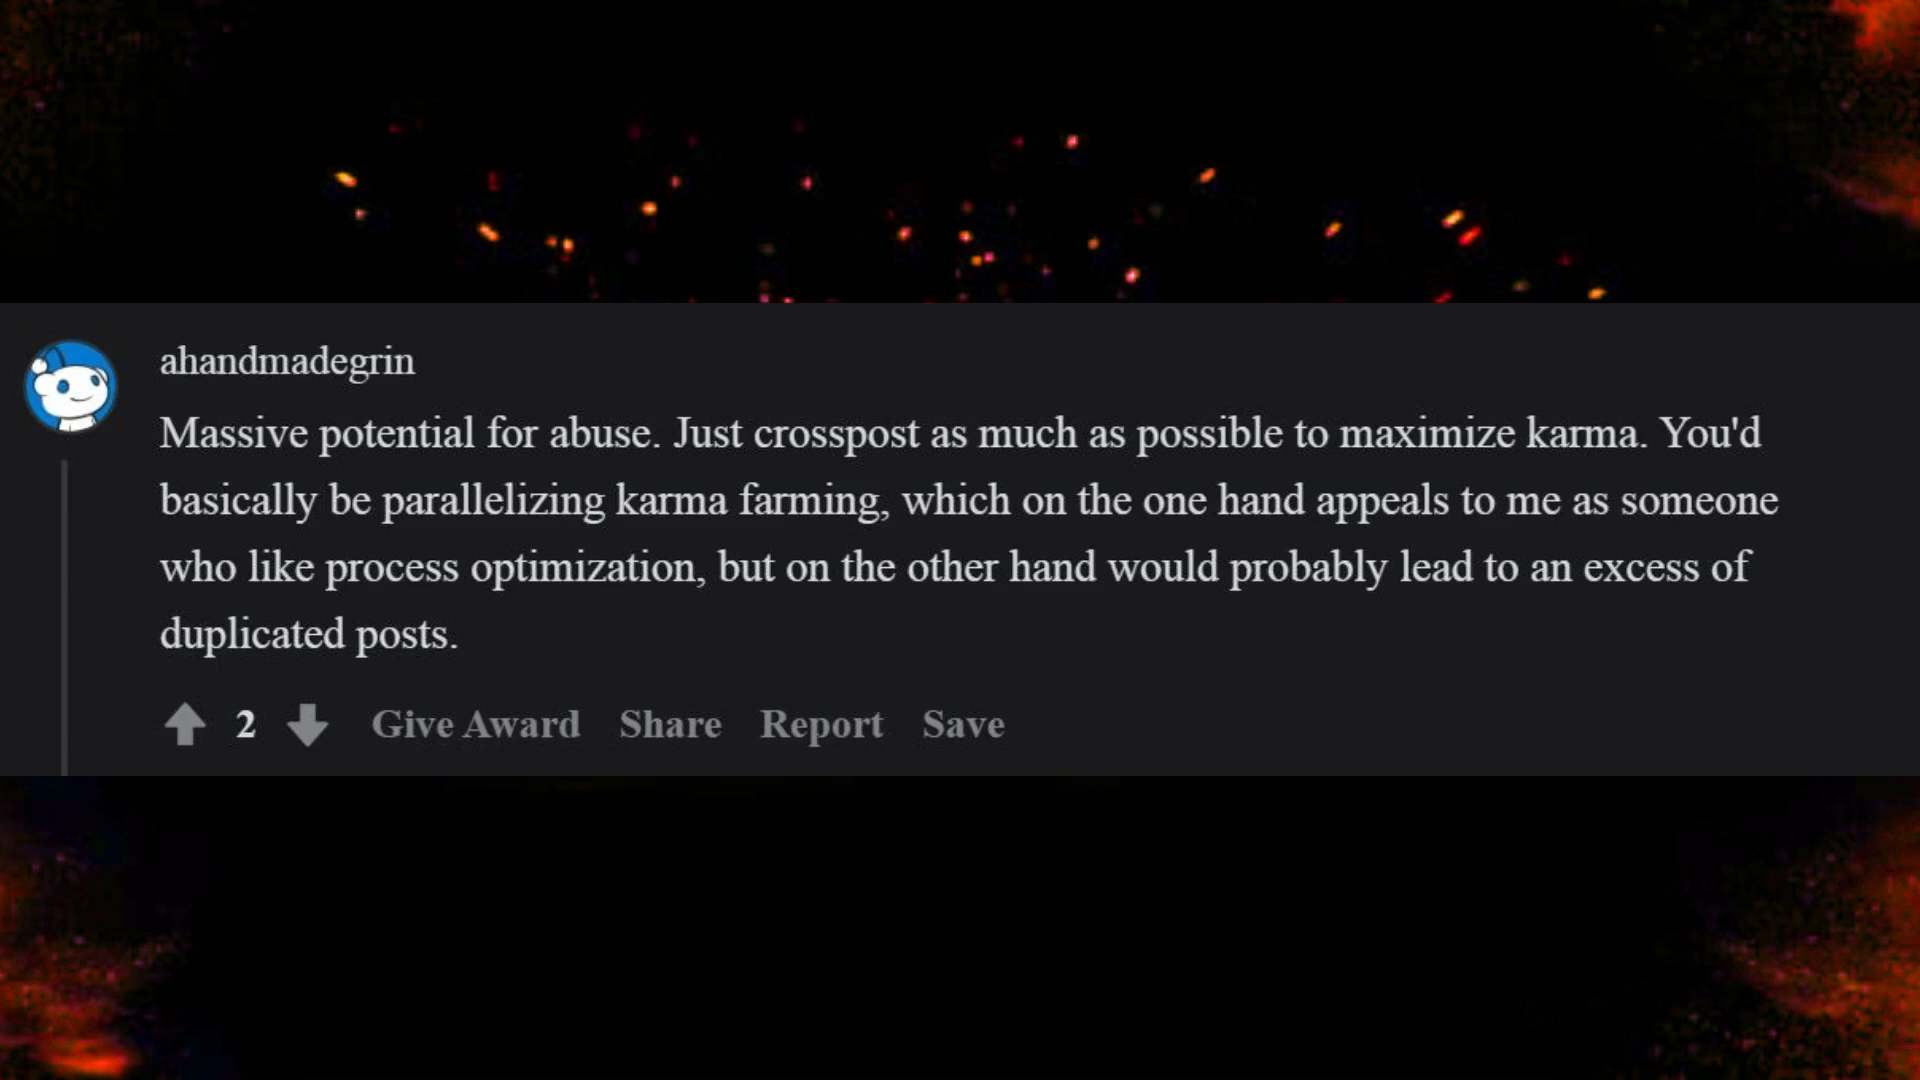 ahandmadegrin
Massive potential for abuse. Just crosspost as much as possible to maximize karma. You'd
basically be parallelizing karma farming, which on the one hand appeals to me as someone
who like process optimization, but on the other hand would probably lead to an excess of
duplicated posts.
2 Give Award Share Report Save